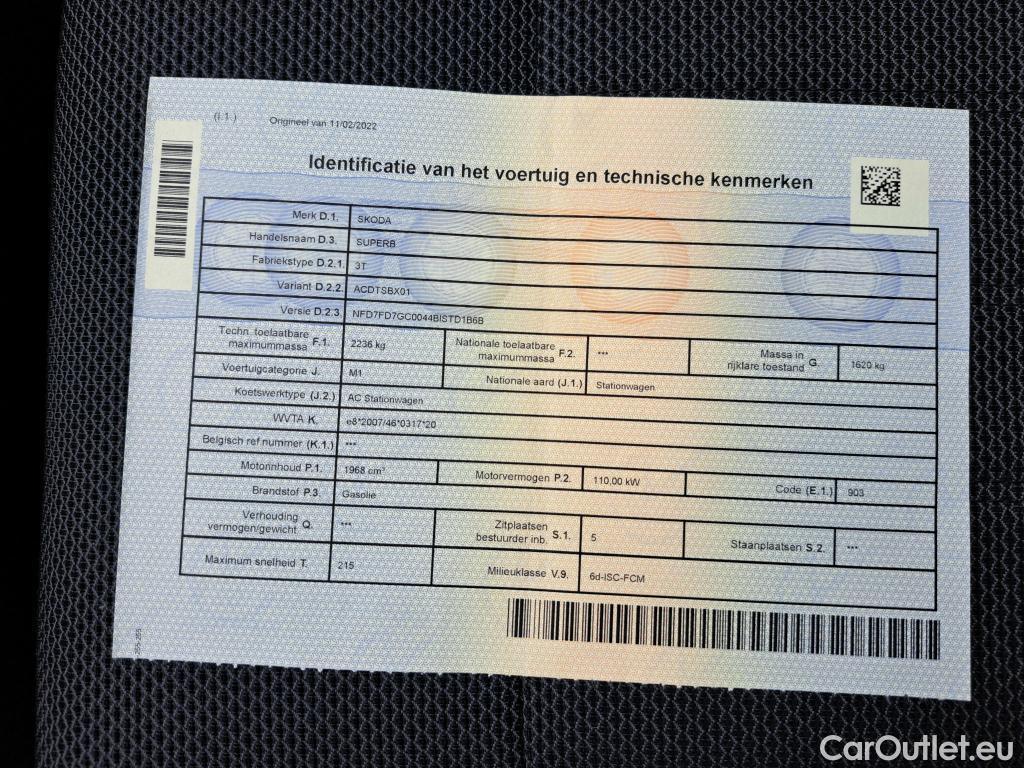 (I.1.) Origineel van 11/02/2022
Identificatie van het voertuig en technische kenmerken
Merk D.1. SKODA
Handelsnaam D.3. SUPERB
Fabriekstype D.2.1. 3T
Variant D.2.2. ACDTSBX01
Versie D.2.3. NFD7FD7GC0044BISTD1B6B
Techn. toelaatbare maximummassa F.1. 2236 kg Nationale toelaatbare maximummassa F.2. *** Massa in rijklare toestand G. 1620 kg
Voertuigcategorie J. M1 Nationale aard (J.1.) Stationwagen
Koetswerktype (J.2.) AC Stationwagen
WVTA K. e8*2007/46*0317*20
Belgisch ref.nummer (K.1.) ***
Motorinhoud P.1. 1968 cm³ Motorvermogen P.2. 110,00 kW Code (E.1.) 903
Brandstof P.3. Gasolie
Verhouding vermogen/gewicht Q. *** Zitplaatsen bestuurder inb. S.1. 5 Staanplaatsen S.2. ***
Maximum snelheid T. 215 Milieuklasse V.9. 6d-ISC-FCM
CarOutlet.eu